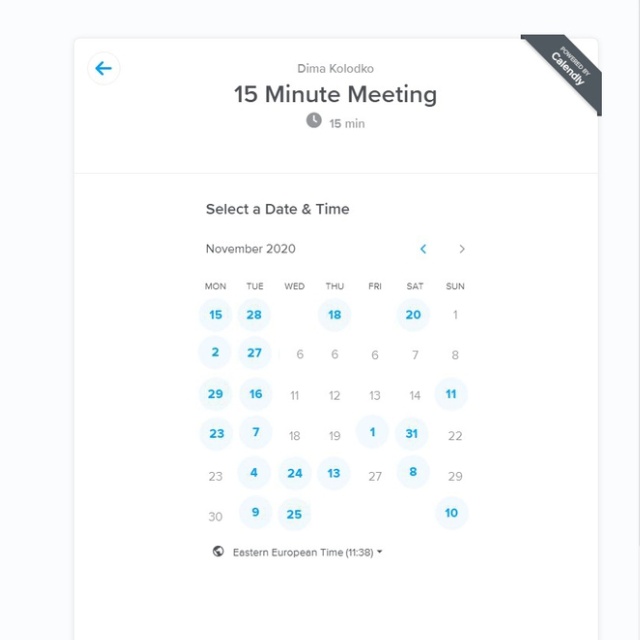 POWERED BY
Calendly
Dima Kolodko
15 Minute Meeting
15 min
Select a Date & Time
November 2020
MON TUE WED THU FRI SAT SUN
15 28 18 20 1
2 27 6 6 6 7 8
29 16 11 12 13 14 11
23 7 18 19 1 31 22
23 4 24 13 27 8 29
30 9 25 10
Eastern European Time (11:38)